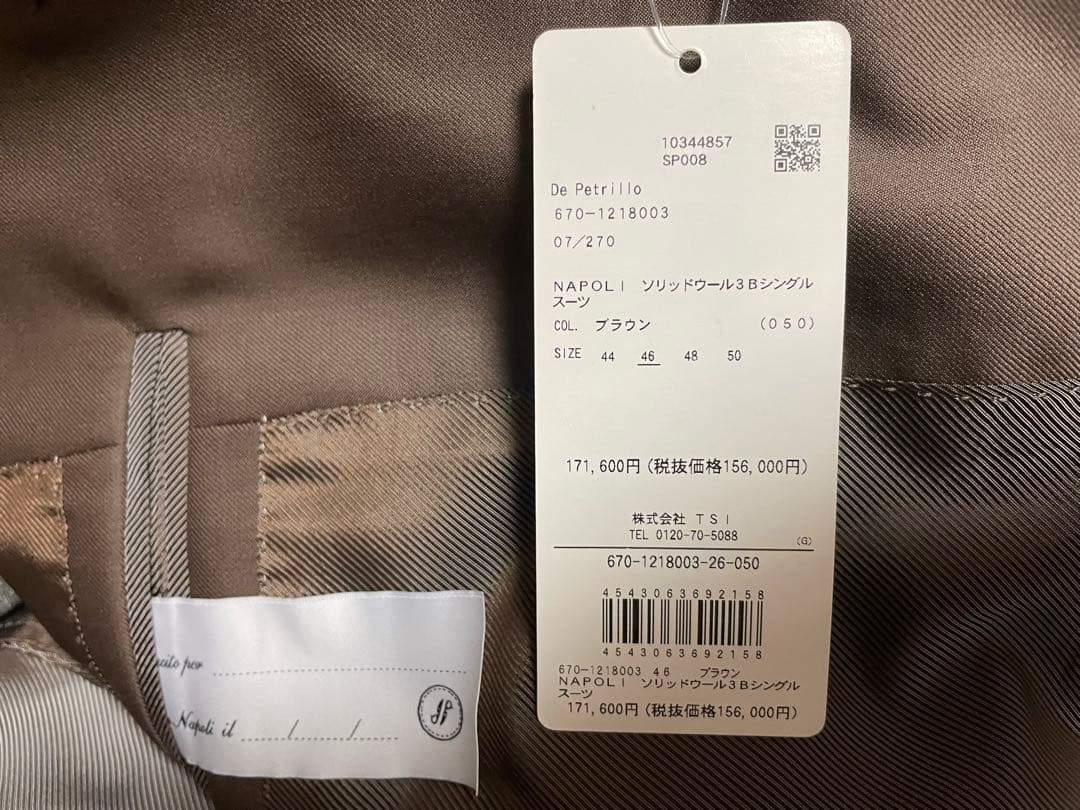 10344857
SP008
De Petrillo
670-1218003
07/270
NAPOLI ソリッドウール3Bシングル
スーツ
COL. ブラウン (050)
SIZE 44 46 48 50
171,600円(税抜価格156,000円)
株式会社 TSI
TEL 0120-70-5088
(G)
670-1218003-26-050
4543063692158
4543063692158
670-1218003 46 ブラウン
NAPOLI ソリッドウール3Bシングル
スーツ
171,600円(税抜価格156,000円)
per
Napoli il / /